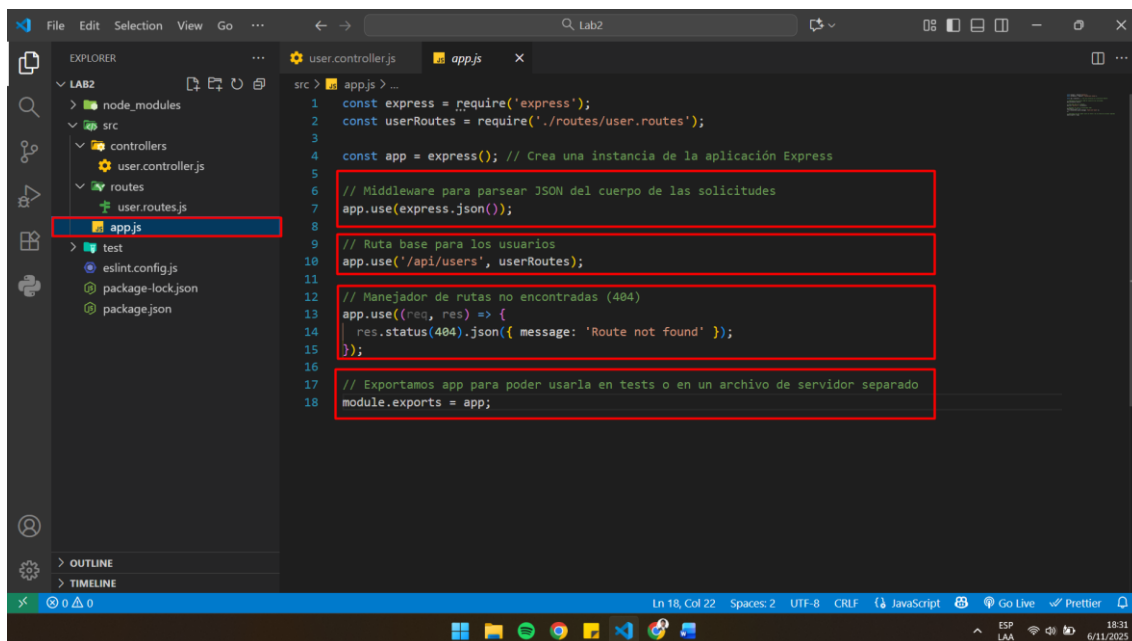 File Edit Selection View Go ···
Lab2
EXPLORER ···
LAB2
node_modules
src
controllers
user.controller.js
routes
user.routes.js
app.js
test
eslint.config.js
package-lock.json
package.json
OUTLINE
TIMELINE
user.controller.js app.js
src > app.js > ...
1 const express = require('express');
2 const userRoutes = require('./routes/user.routes');
3
4 const app = express(); // Crea una instancia de la aplicación Express
5
6 // Middleware para parsear JSON del cuerpo de las solicitudes
7 app.use(express.json());
8
9 // Ruta base para los usuarios
10 app.use('/api/users', userRoutes);
11
12 // Manejador de rutas no encontradas (404)
13 app.use((req, res) => {
14 res.status(404).json({ message: 'Route not found' });
15 });
16
17 // Exportamos app para poder usarla en tests o en un archivo de servidor separado
18 module.exports = app;
0 0 Ln 18, Col 22 Spaces: 2 UTF-8 CRLF JavaScript Go Live Prettier
ESP 18:31
LAA 6/11/2025